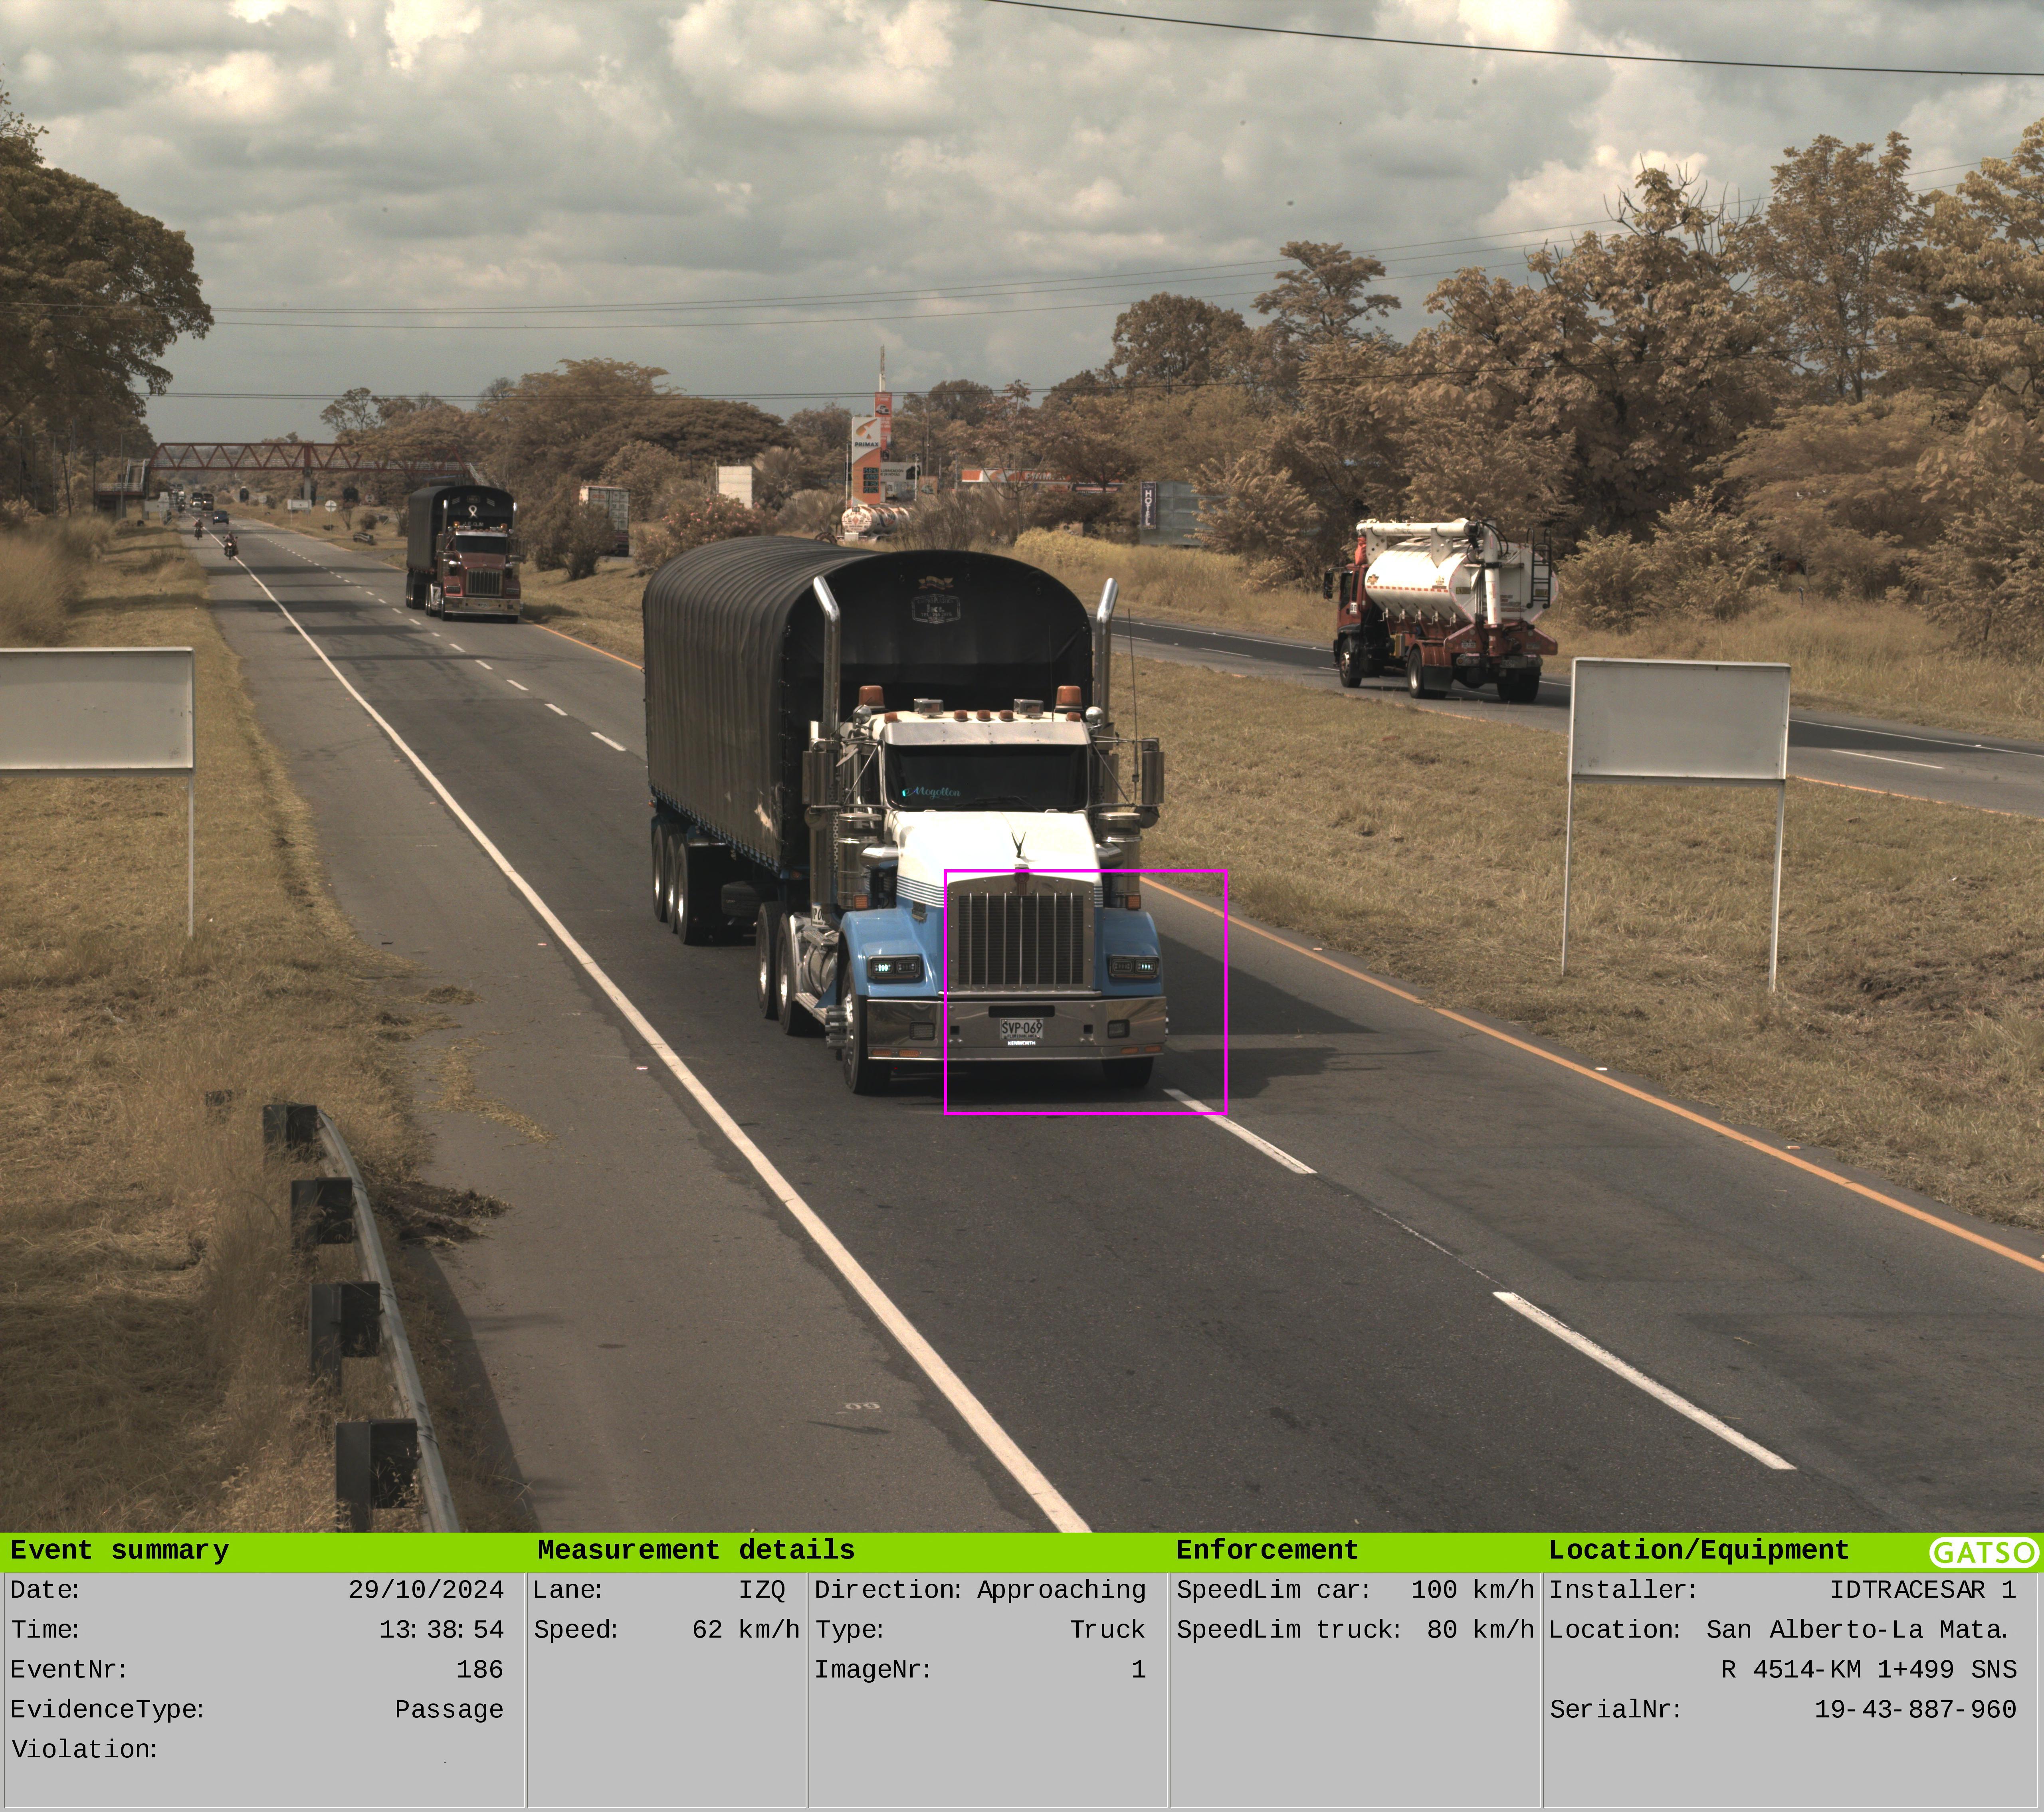 PRIMAX
HOTEL
Mogollon
SVP-069
KENWORTH
Event summary
Measurement details
Enforcement
Location/Equipment
GATSO
Date: 29/10/2024
Time: 13:38:54
EventNr: 186
EvidenceType: Passage
Violation:
Lane: IZQ
Speed: 62 km/h
Direction: Approaching
Type: Truck
ImageNr: 1
SpeedLim car: 100 km/h
SpeedLim truck: 80 km/h
Installer: IDTRACESAR 1
Location: San Alberto-La Mata.
R 4514-KM 1+499 SNS
SerialNr: 19-43-887-960